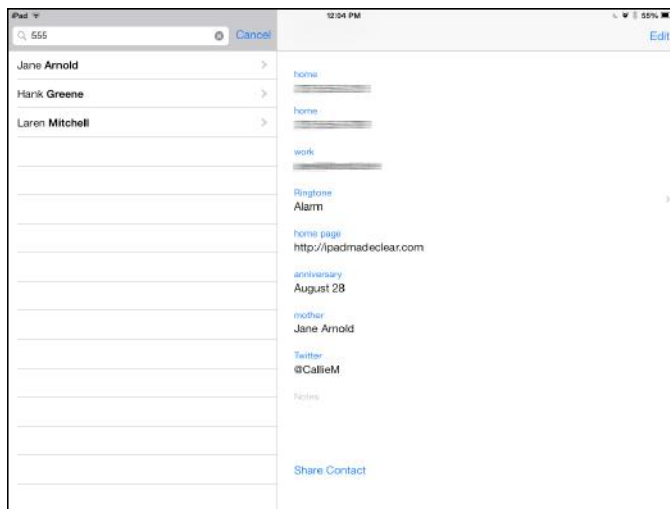 iPad
12:04 PM
55%
555
Cancel
Edit
Jane Arnold
Hank Greene
Laren Mitchell
home
home
work
Ringtone
Alarm
home page
http://ipadmadeclear.com
anniversary
August 28
mother
Jane Arnold
Twitter
@CallieM
Notes
Share Contact